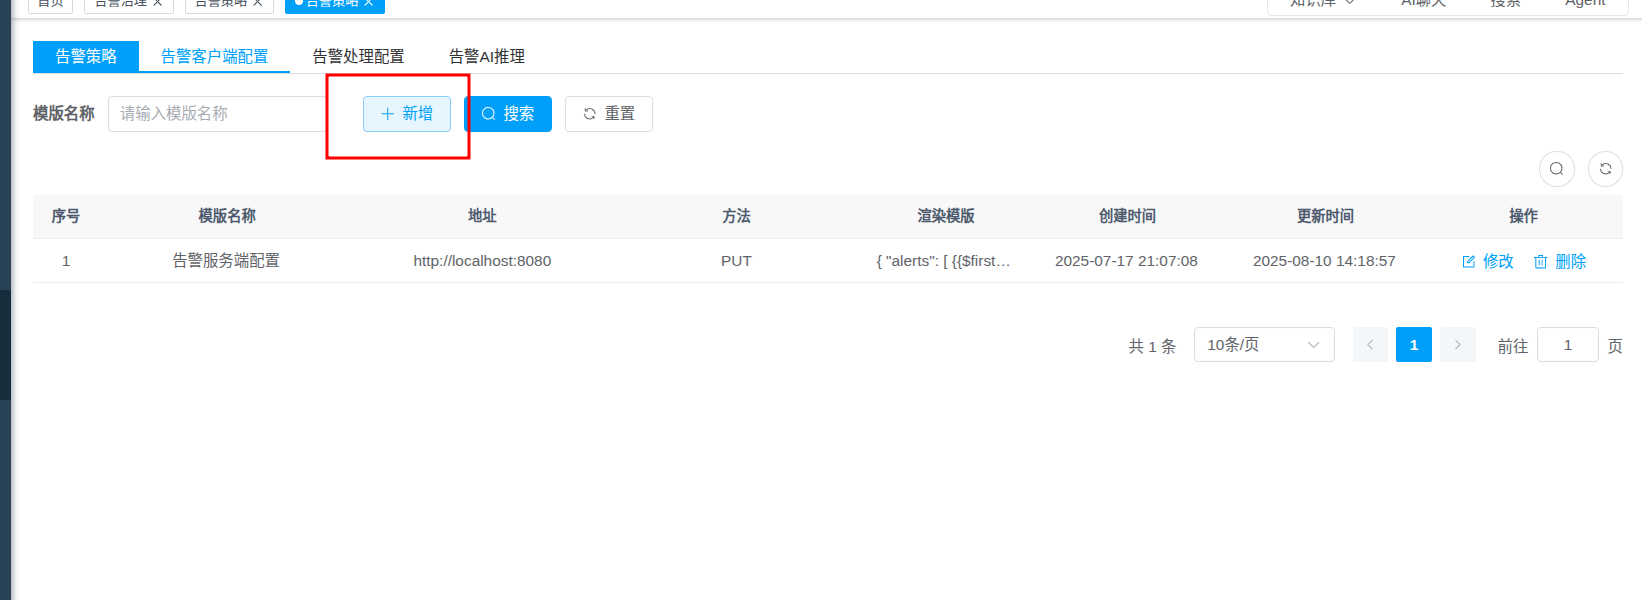 首页 告警治理 告警策略 告警策略
知识库 AI聊天 搜索 Agent
告警策略 告警客户端配置 告警处理配置 告警AI推理
模版名称 请输入模版名称 新增 搜索 重置
序号 模版名称 地址 方法 渲染模版 创建时间 更新时间 操作
1 告警服务端配置 http://localhost:8080 PUT { "alerts": [ {{$first… 2025-07-17 21:07:08 2025-08-10 14:18:57 修改 删除
共 1 条 10条/页 1 前往 1 页